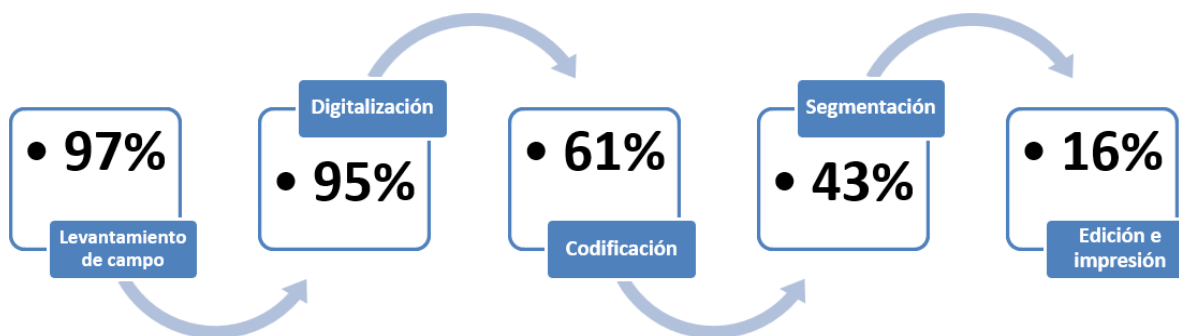 • 97%
Levantamiento
de campo
Digitalización
• 95%
• 61%
Codificación
Segmentación
• 43%
• 16%
Edición e
impresión